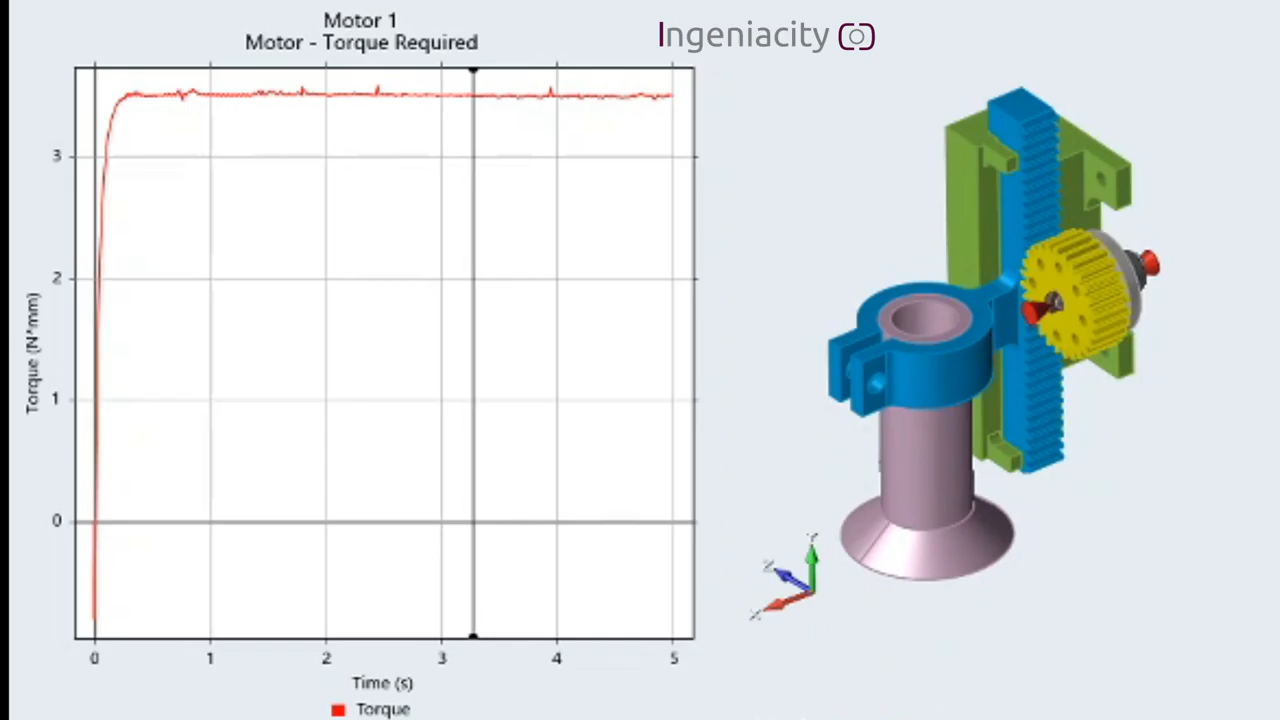 Motor 1
Motor - Torque Required
Ingeniacity
Torque (N*mm)
3
2
1
0
0 1 2 3 4 5
Time (s)
Torque
Y
Z
X